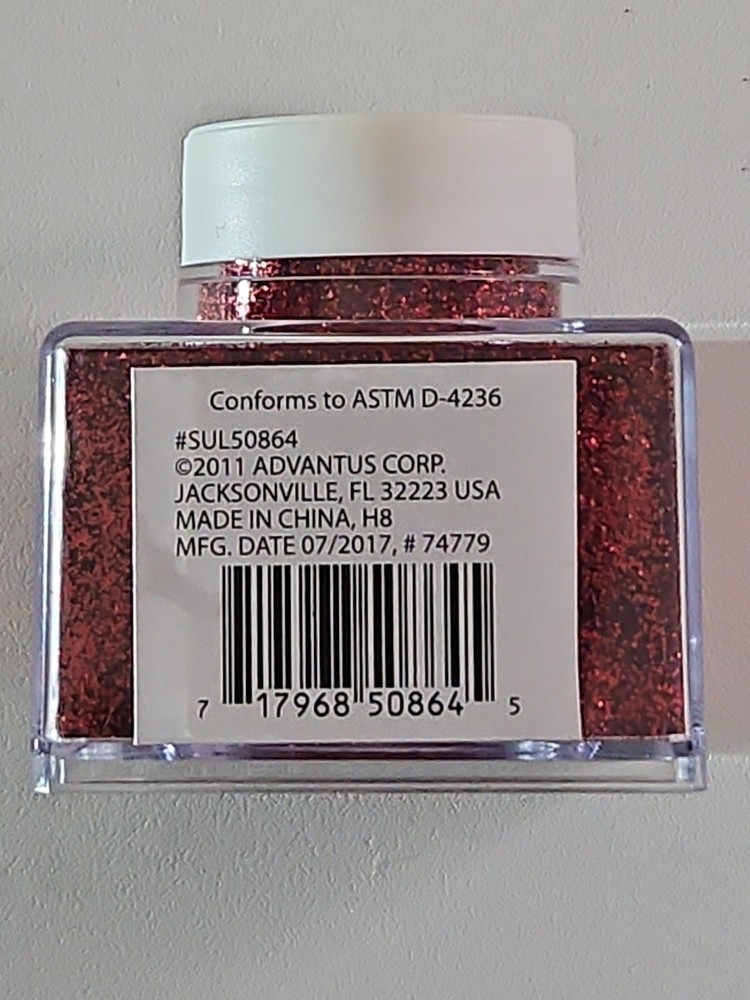 Conforms to ASTM D-4236
#SUL50864
©2011 ADVANTUS CORP.
JACKSONVILLE, FL 32223 USA
MADE IN CHINA, H8
MFG. DATE 07/2017, # 74779
7 17968 50864 5